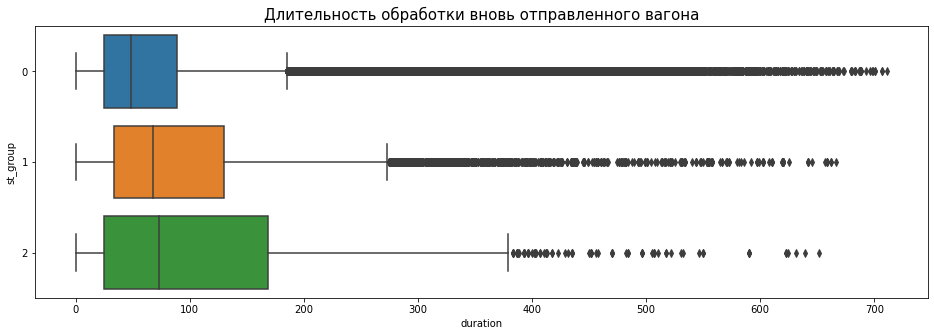 Длительность обработки вновь отправленного вагона
st_group
0
1
2
0 100 200 300 400 500 600 700
duration